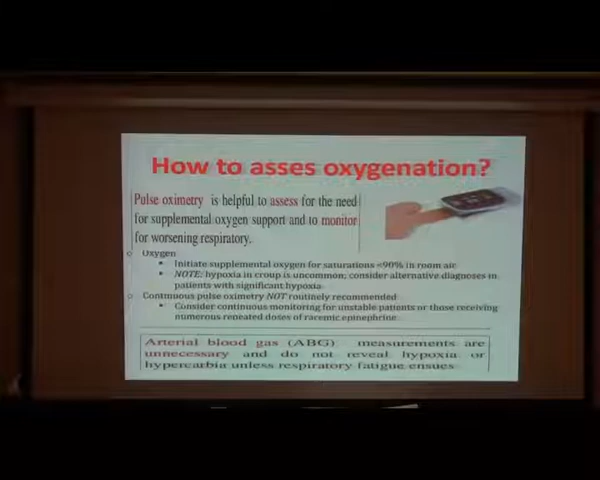 How to asses oxygenation?
Pulse oximetry is helpful to assess for the need
for supplemental oxygen support and to monitor
for worsening respiratory.
Oxygen
Initiate supplemental oxygen for saturations <90% in room air
NOTE: hypoxia in croup is uncommon; consider alternative diagnoses in
patients with significant hypoxia
Continuous pulse oximetry NOT routinely recommended
Consider continuous monitoring for unstable patients or those receiving
numerous repeated doses of racemic epinephrine
Arterial blood gas (ABG) measurements are
unnecessary and do not reveal hypoxia or
hypercarbia unless respiratory fatigue ensues